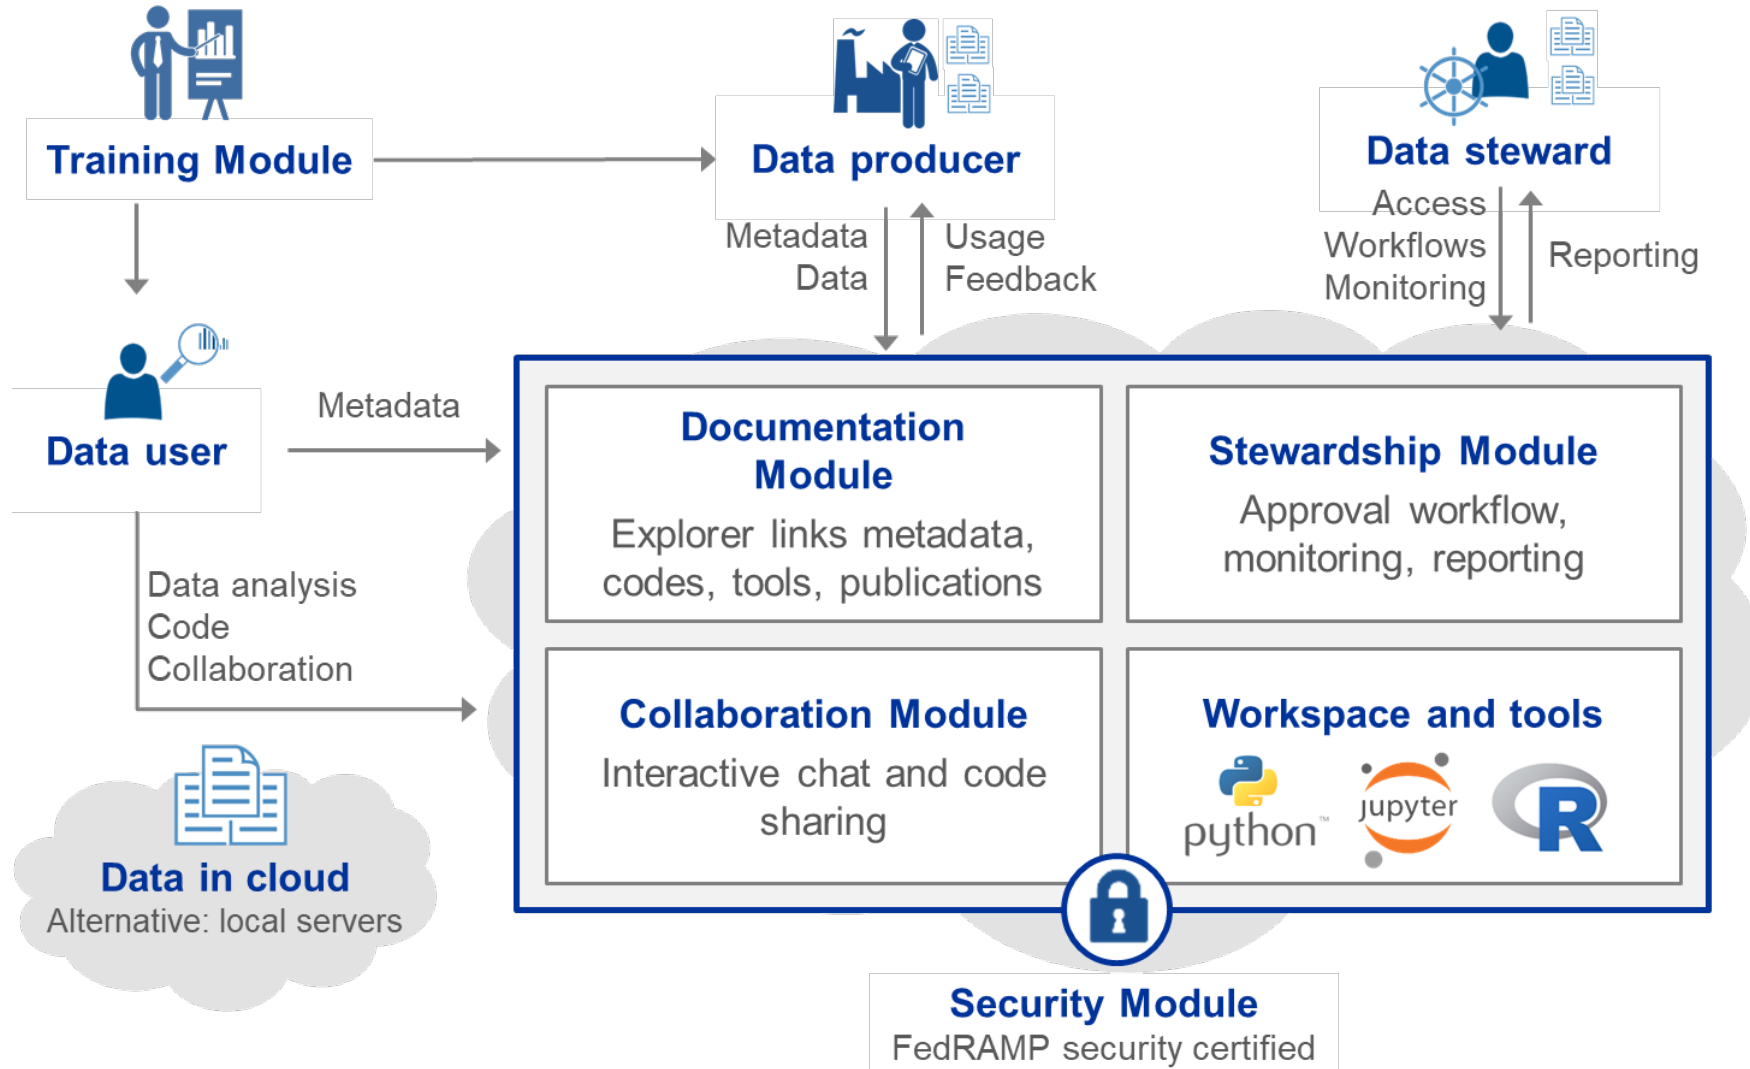 Training Module
Data producer
Data steward
Metadata
Data
Usage
Feedback
Access
Workflows
Monitoring
Reporting
Data user
Metadata
Data analysis
Code
Collaboration
Documentation
Module
Explorer links metadata,
codes, tools, publications
Stewardship Module
Approval workflow,
monitoring, reporting
Collaboration Module
Interactive chat and code
sharing
Workspace and tools
python™
jupyter
R
Data in cloud
Alternative: local servers
Security Module
FedRAMP security certified